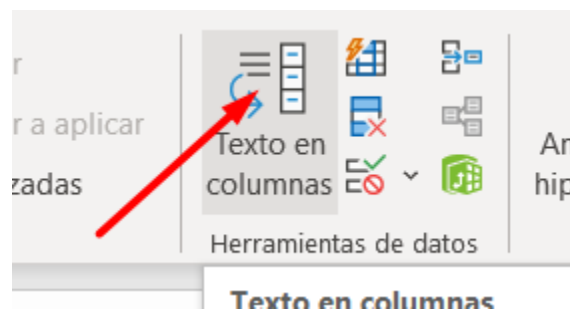 r
r a aplicar
zadas
Texto en
columnas
An
hip
Herramientas de datos
Texto en columnas